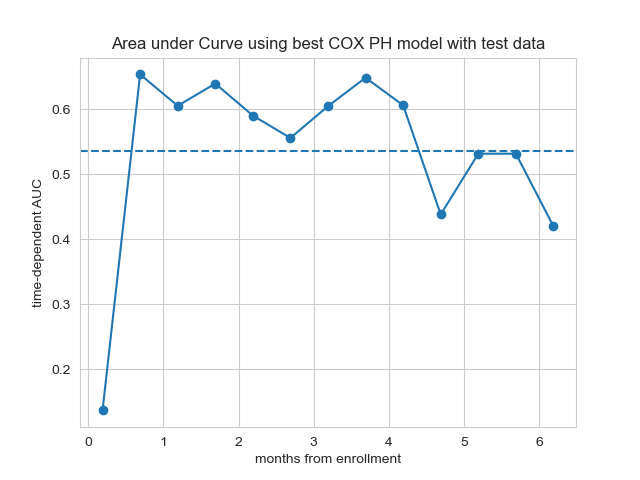 Area under Curve using best COX PH model with test data
time-dependent AUC
0.6
0.5
0.4
0.3
0.2
0 1 2 3 4 5 6
months from enrollment